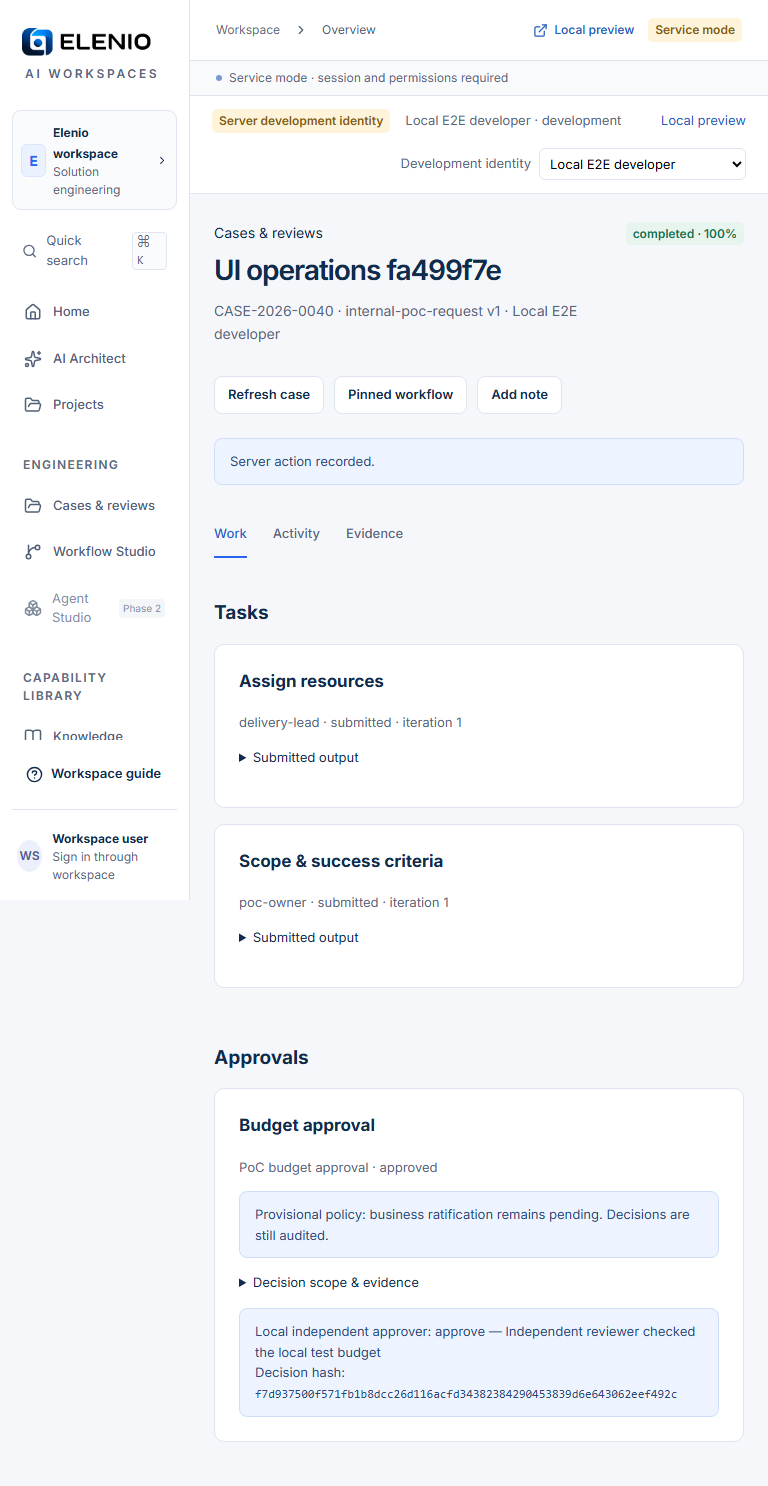 ELENIO
AI WORKSPACES
E
Elenio
workspace
Solution
engineering
Quick
search
⌘
K
Home
AI Architect
Projects
ENGINEERING
Cases & reviews
Workflow Studio
Agent
Studio
Phase 2
CAPABILITY
LIBRARY
Knowledge
Workspace guide
WS
Workspace user
Sign in through
workspace
Workspace > Overview
Local preview
Service mode
Service mode · session and permissions required
Server development identity
Local E2E developer · development
Local preview
Development identity
Local E2E developer
Cases & reviews
completed · 100%
UI operations fa499f7e
CASE-2026-0040 · internal-poc-request v1 · Local E2E
developer
Refresh case
Pinned workflow
Add note
Server action recorded.
Work
Activity
Evidence
Tasks
Assign resources
delivery-lead · submitted · iteration 1
Submitted output
Scope & success criteria
poc-owner · submitted · iteration 1
Submitted output
Approvals
Budget approval
PoC budget approval · approved
Provisional policy: business ratification remains pending. Decisions are
still audited.
Decision scope & evidence
Local independent approver: approve — Independent reviewer checked
the local test budget
Decision hash:
f7d937500f571fb1b8dcc26d116acfd34382384290453839d6e643062eef492c